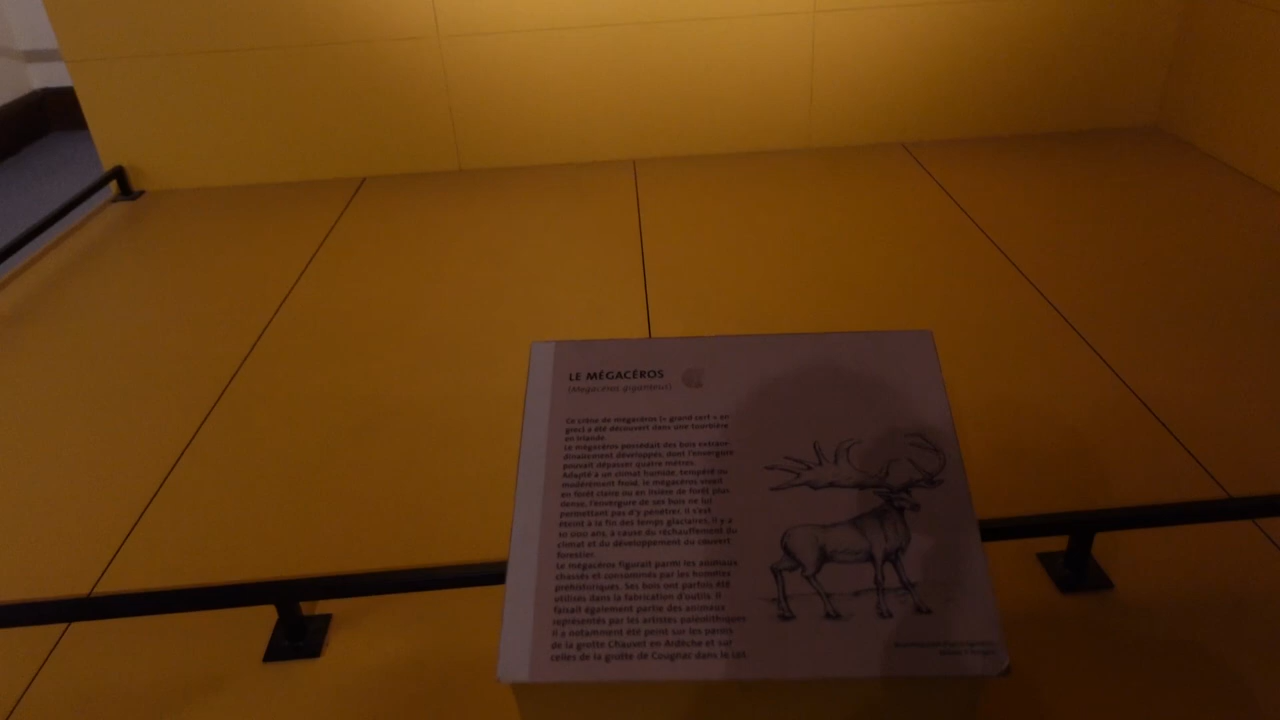 LE MÉGACÉROS
(Megaceros giganteus)
Ce crâne de mégacéros (« grand cerf » en
grec) a été découvert dans une tourbière
en Irlande.
Le mégacéros possédait des bois extraor-
dinairement développés, dont l'envergure
pouvait dépasser quatre mètres.
Adapté à un climat humide, tempéré ou
modérément froid, le mégacéros vivait
en forêt claire ou en lisière de forêt plus
dense, l'envergure de ses bois ne lui
permettant pas d'y pénétrer. Il s'est
éteint à la fin des temps glaciaires, il y a
10 000 ans, à cause du réchauffement du
climat et du développement du couvert
forestier.
Le mégacéros figurait parmi les animaux
chassés et consommés par les hommes
préhistoriques. Ses bois ont parfois été
utilisés dans la fabrication d'outils. Il
faisait également partie des animaux
représentés par les artistes paléolithiques.
Il a notamment été peint sur les parois
de la grotte Chauvet en Ardèche et sur
celles de la grotte de Cougnac dans le Lot.